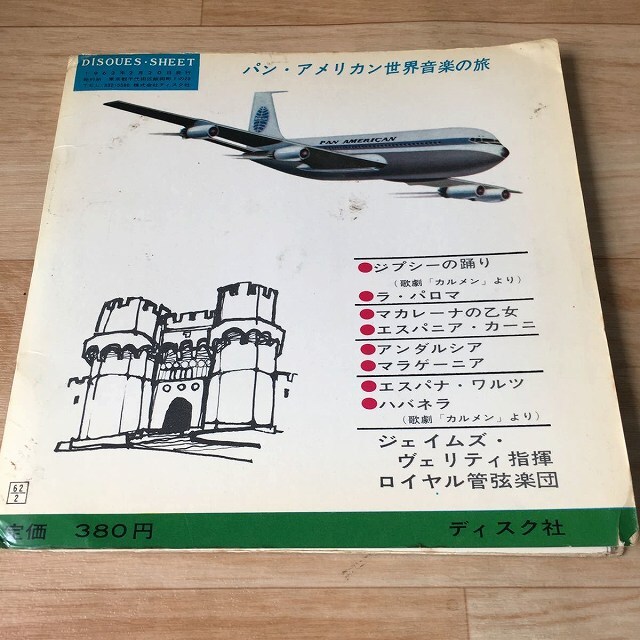 DISQUES・SHEET
パン・アメリカン世界音楽の旅
PAN AMERICAN
●ジプシーの踊り
(歌劇「カルメン」より)
●ラ・パロマ
●マカレーナの乙女
●エスパニア・カーニ
●アンダルシア
●マラゲーニア
●エスパナ・ワルツ
●ハバネラ
(歌劇「カルメン」より)
ジェイムズ・
ヴェリティ指揮
ロイヤル管弦楽団
62
2
定価 380円
ディスク社